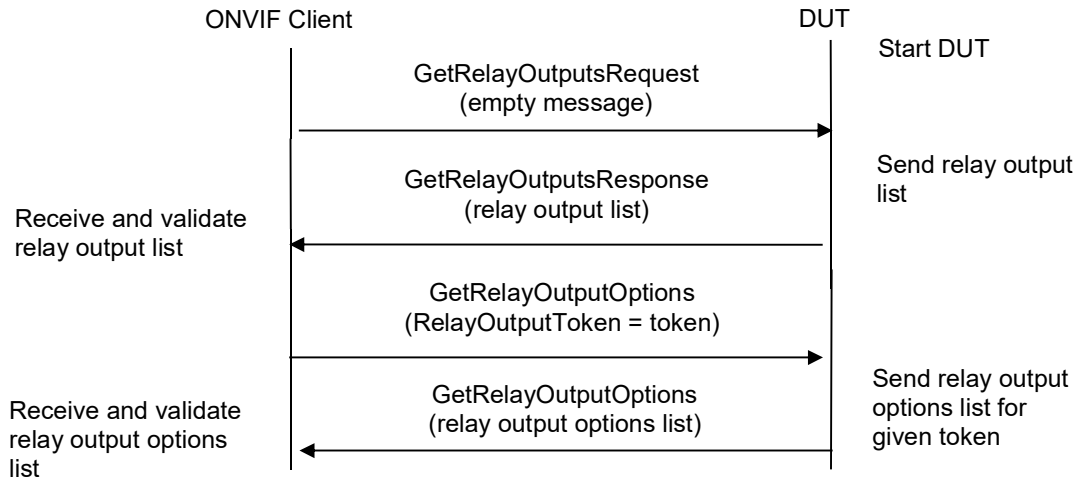 ONVIF Client
DUT
Start DUT
GetRelayOutputsRequest
(empty message)
Send relay output
list
GetRelayOutputsResponse
(relay output list)
Receive and validate
relay output list
GetRelayOutputOptions
(RelayOutputToken = token)
Send relay output
options list for
given token
GetRelayOutputOptions
(relay output options list)
Receive and validate
relay output options
list